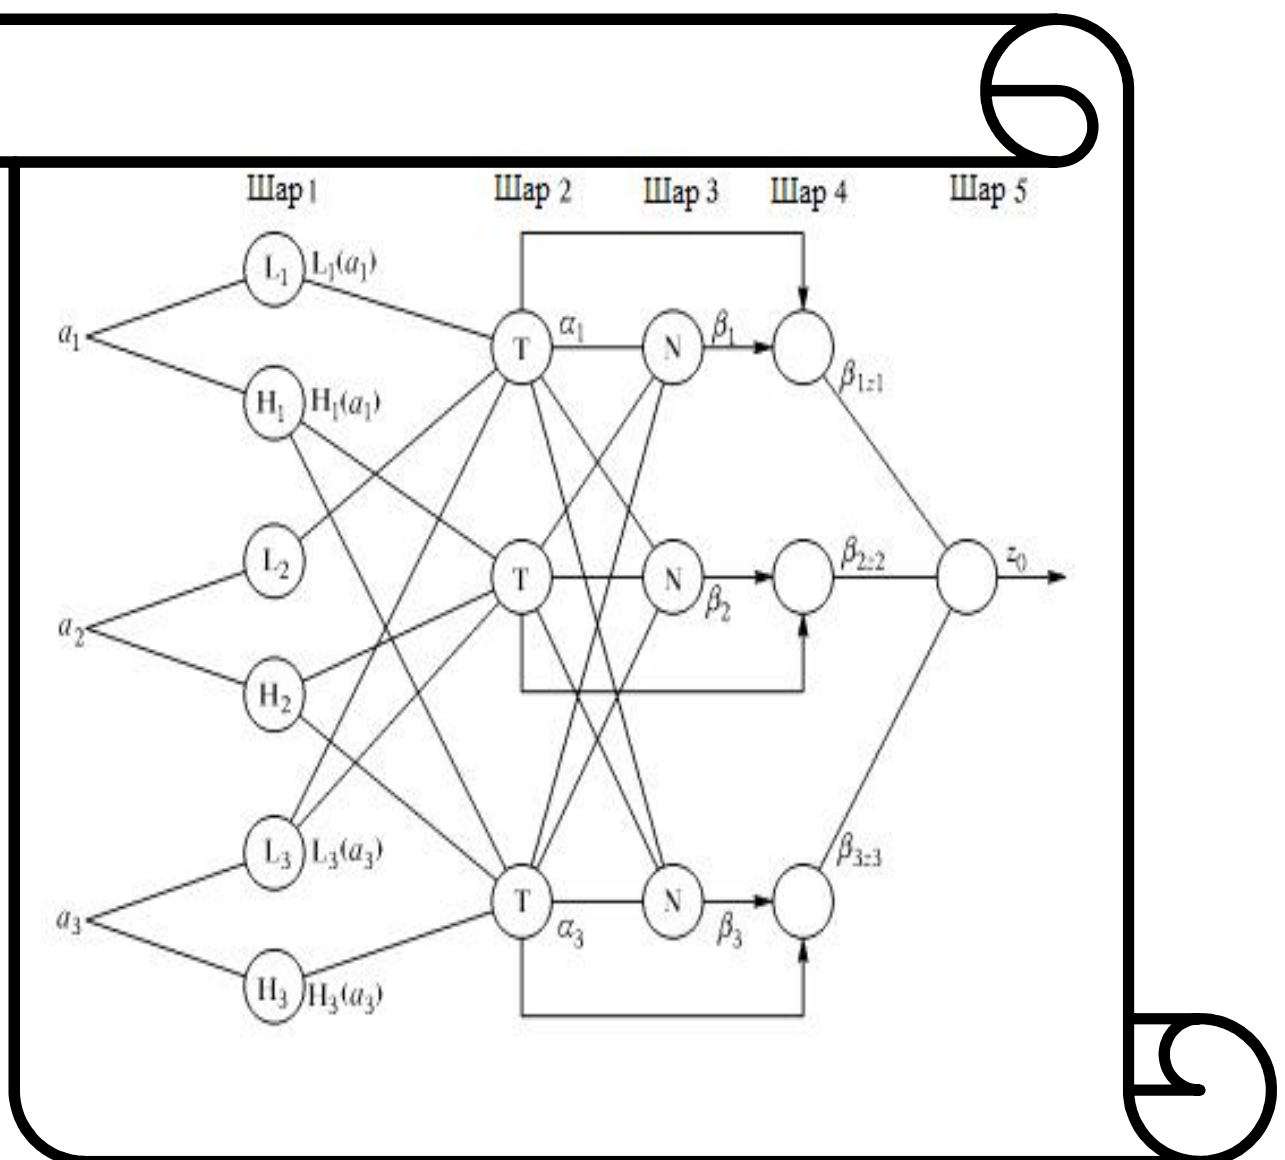 Шар 1 Шар 2 Шар 3 Шар 4 Шар 5
L₁ L₁(a₁)
a₁
T α₁ N β₁
β₁z₁
H₁ H₁(a₁)
L₂
T N β₂ β₂z₂ z₀
a₂
H₂
L₃ L₃(a₃)
β₃z₃
a₃
T α₃ N β₃
H₃ H₃(a₃)